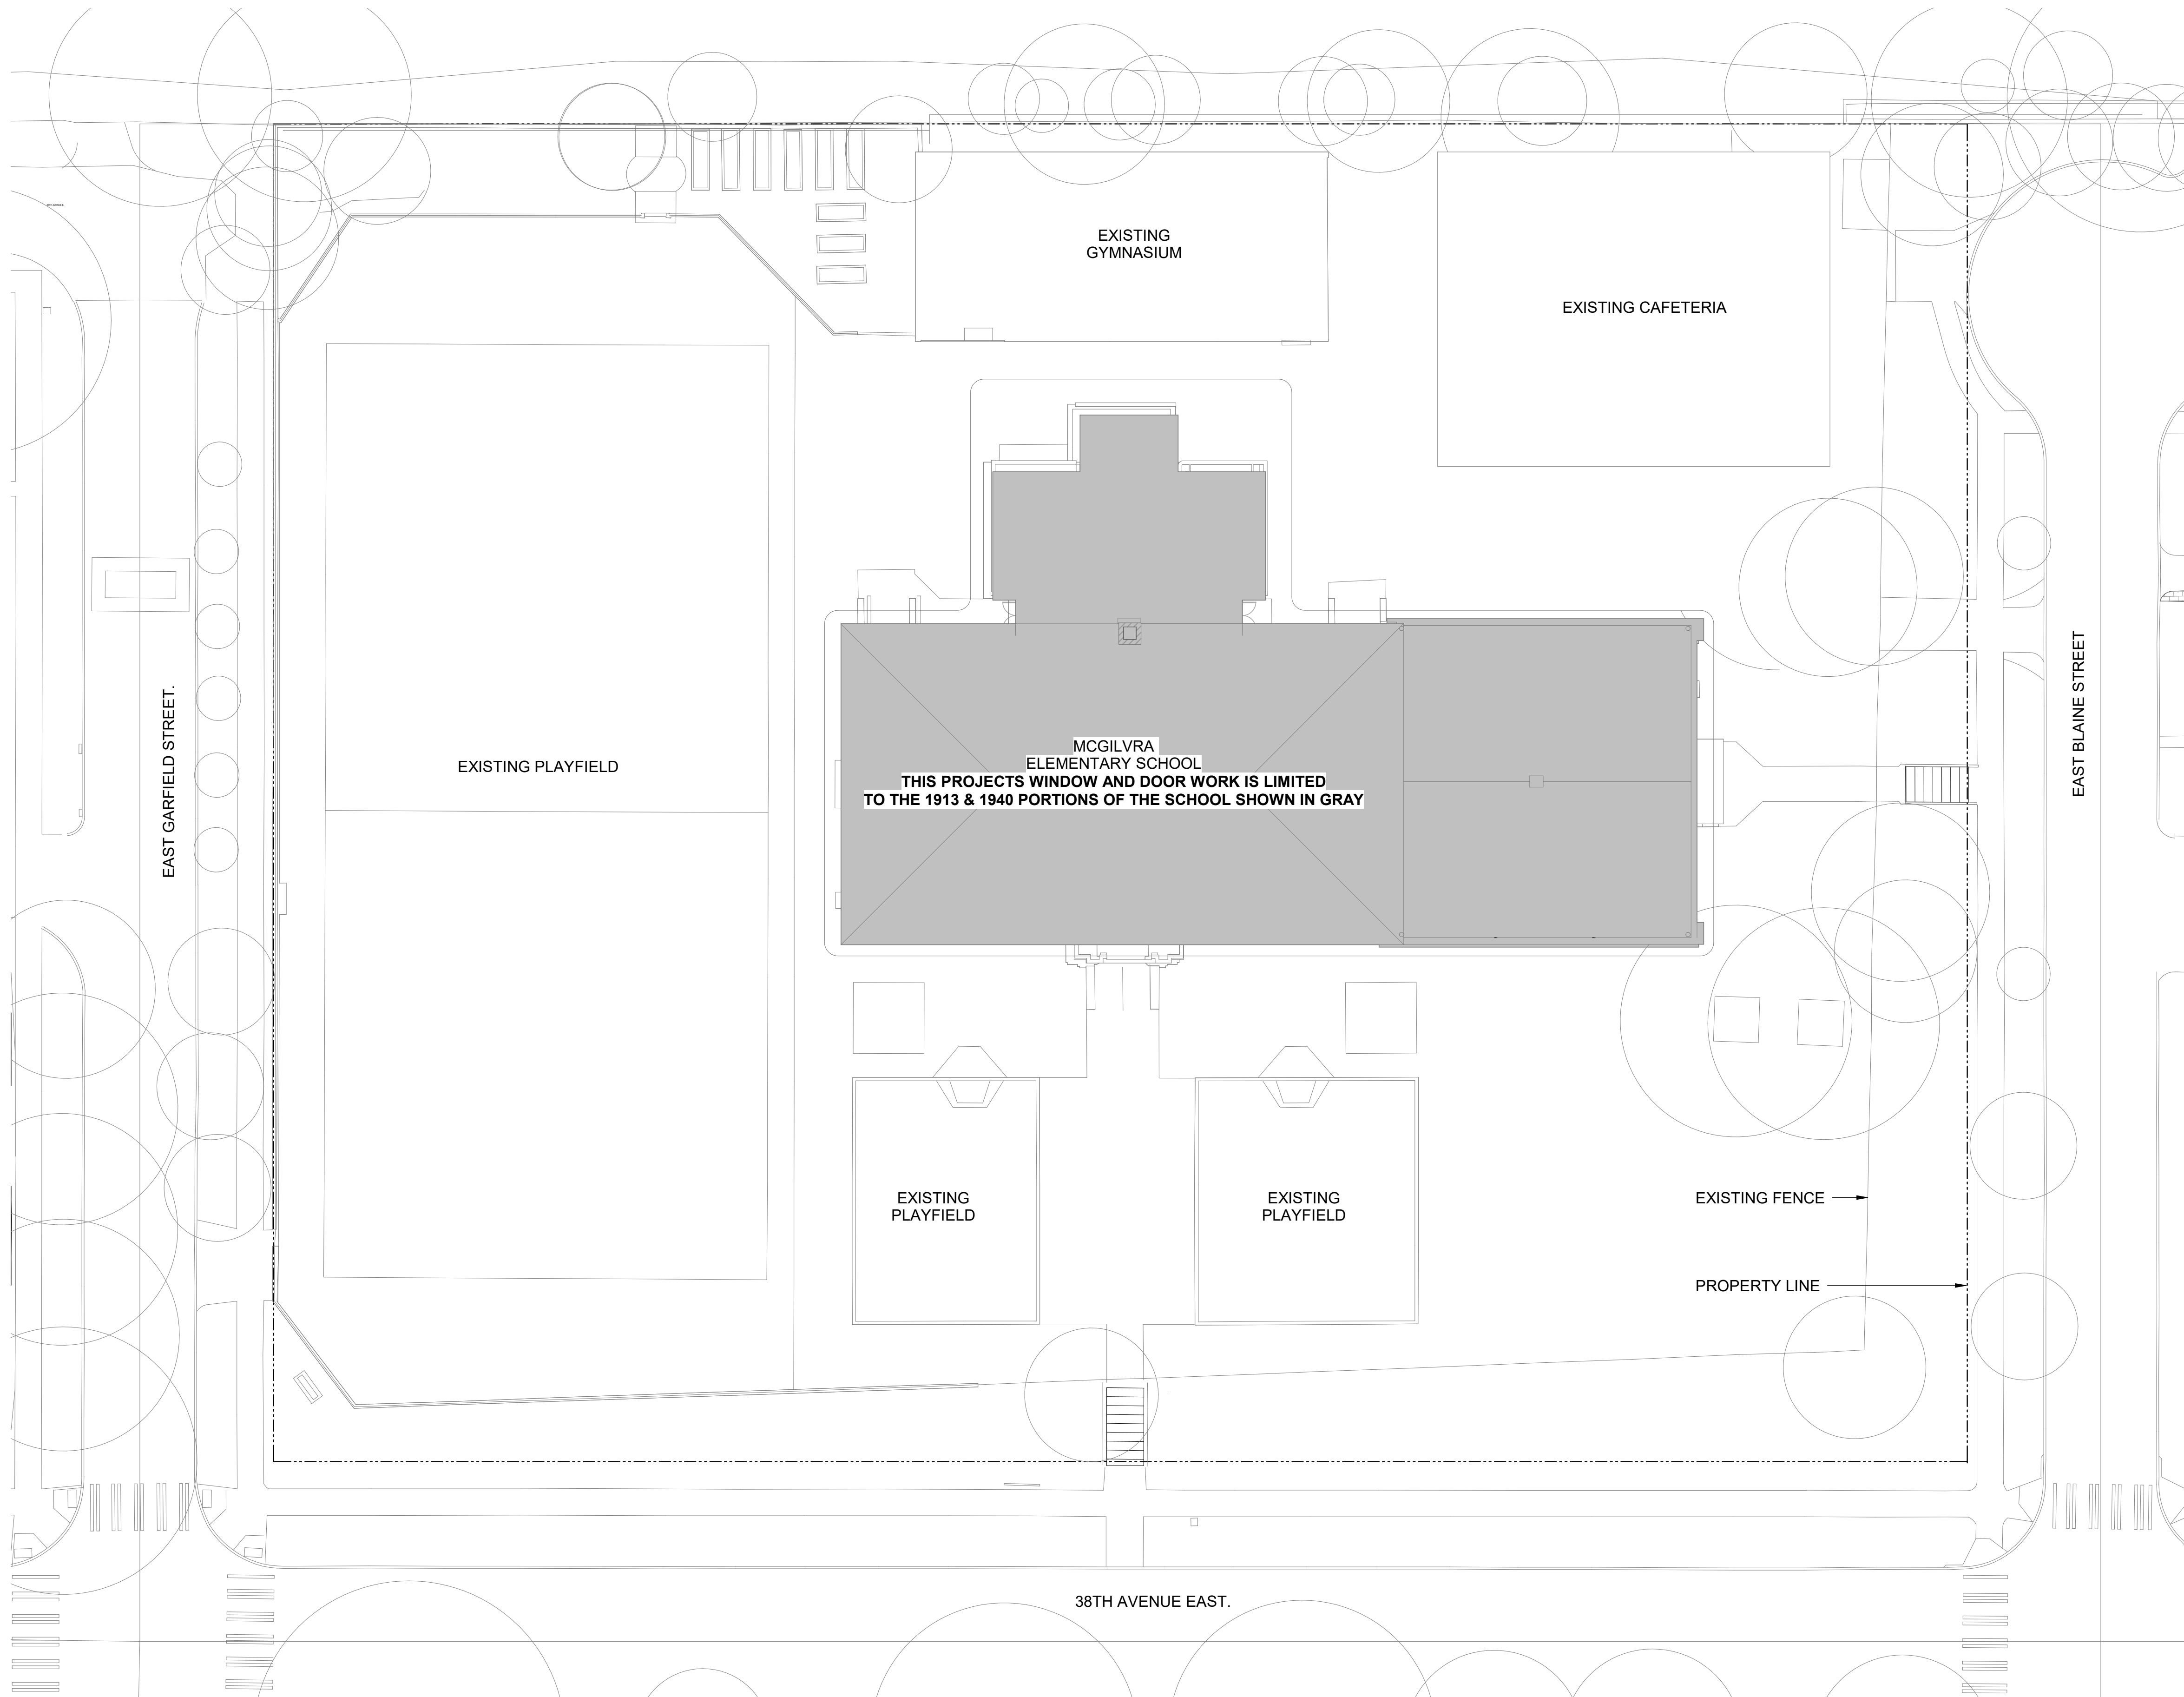 EXISTING
GYMNASIUM
EXISTING CAFETERIA
EAST GARFIELD STREET.
EXISTING PLAYFIELD
MCGILVRA
ELEMENTARY SCHOOL
THIS PROJECTS WINDOW AND DOOR WORK IS LIMITED
TO THE 1913 & 1940 PORTIONS OF THE SCHOOL SHOWN IN GRAY
EAST BLAINE STREET
EXISTING
PLAYFIELD
EXISTING
PLAYFIELD
EXISTING FENCE
PROPERTY LINE
38TH AVENUE EAST.